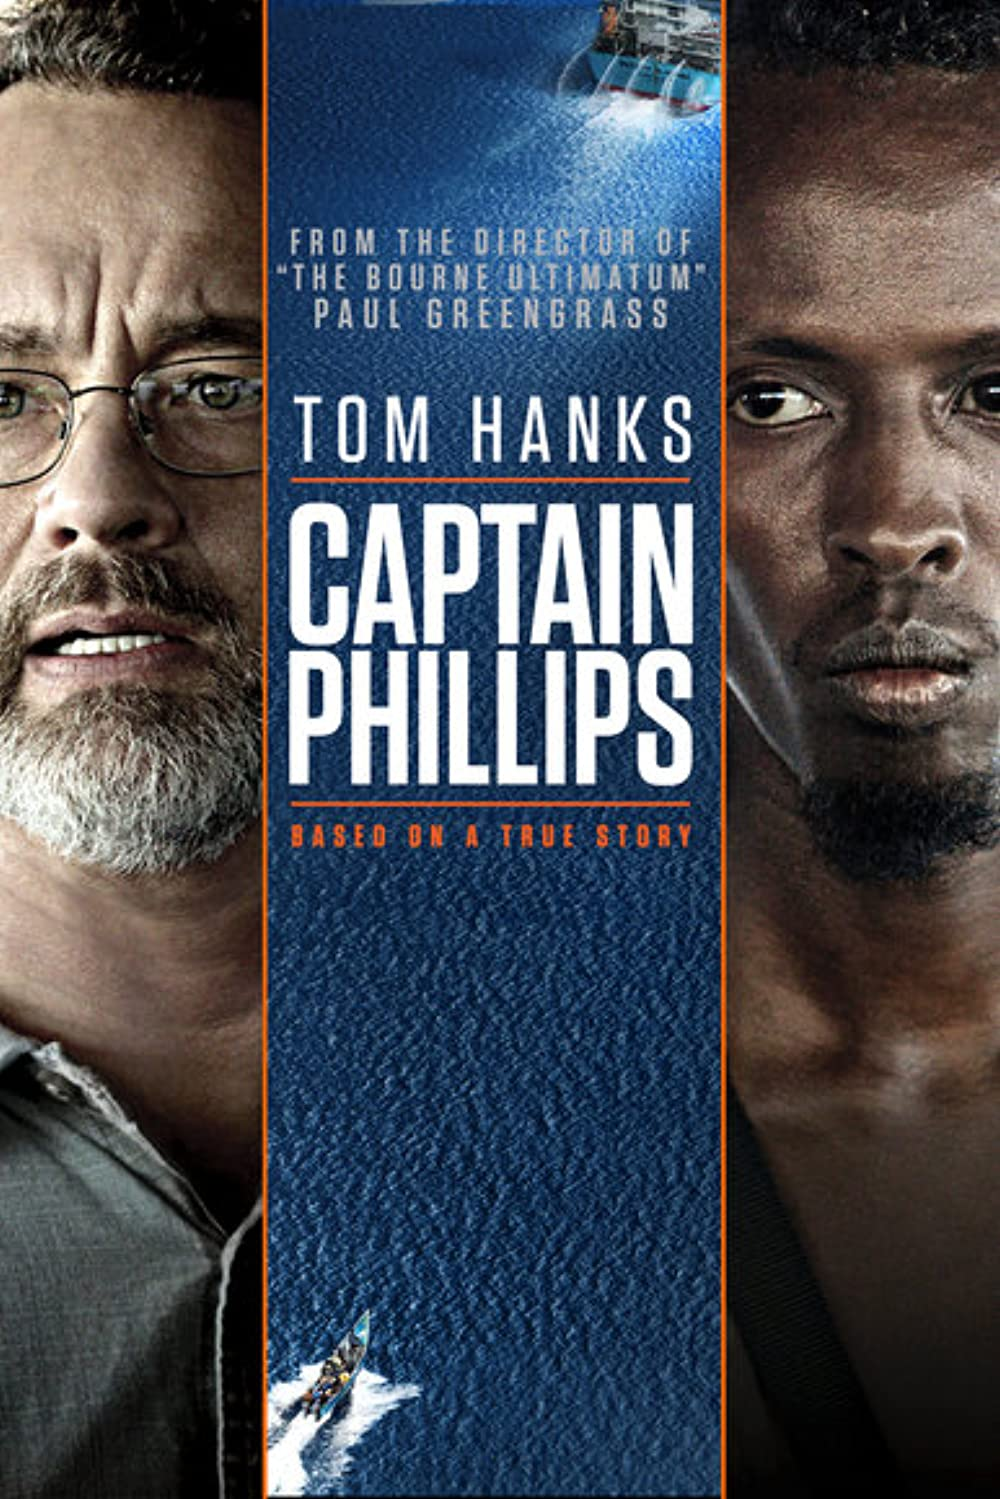 FROM THE DIRECTOR OF
"THE BOURNE ULTIMATUM"
PAUL GREENGRASS
TOM HANKS
CAPTAIN
PHILLIPS
BASED ON A TRUE STORY